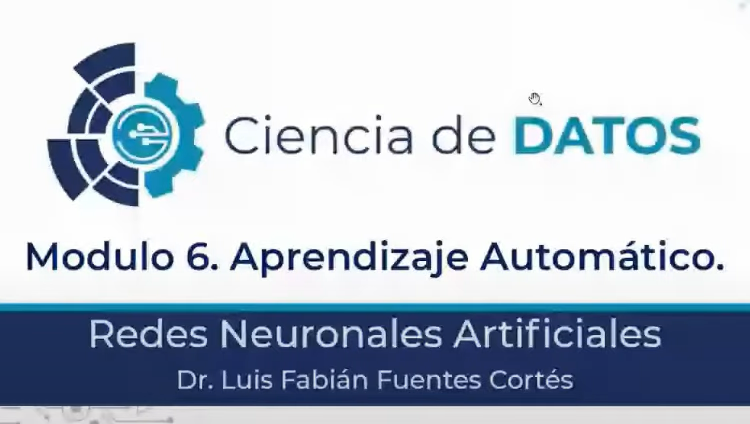 Ciencia de DATOS
Modulo 6. Aprendizaje Automático.
Redes Neuronales Artificiales
Dr. Luis Fabián Fuentes Cortés